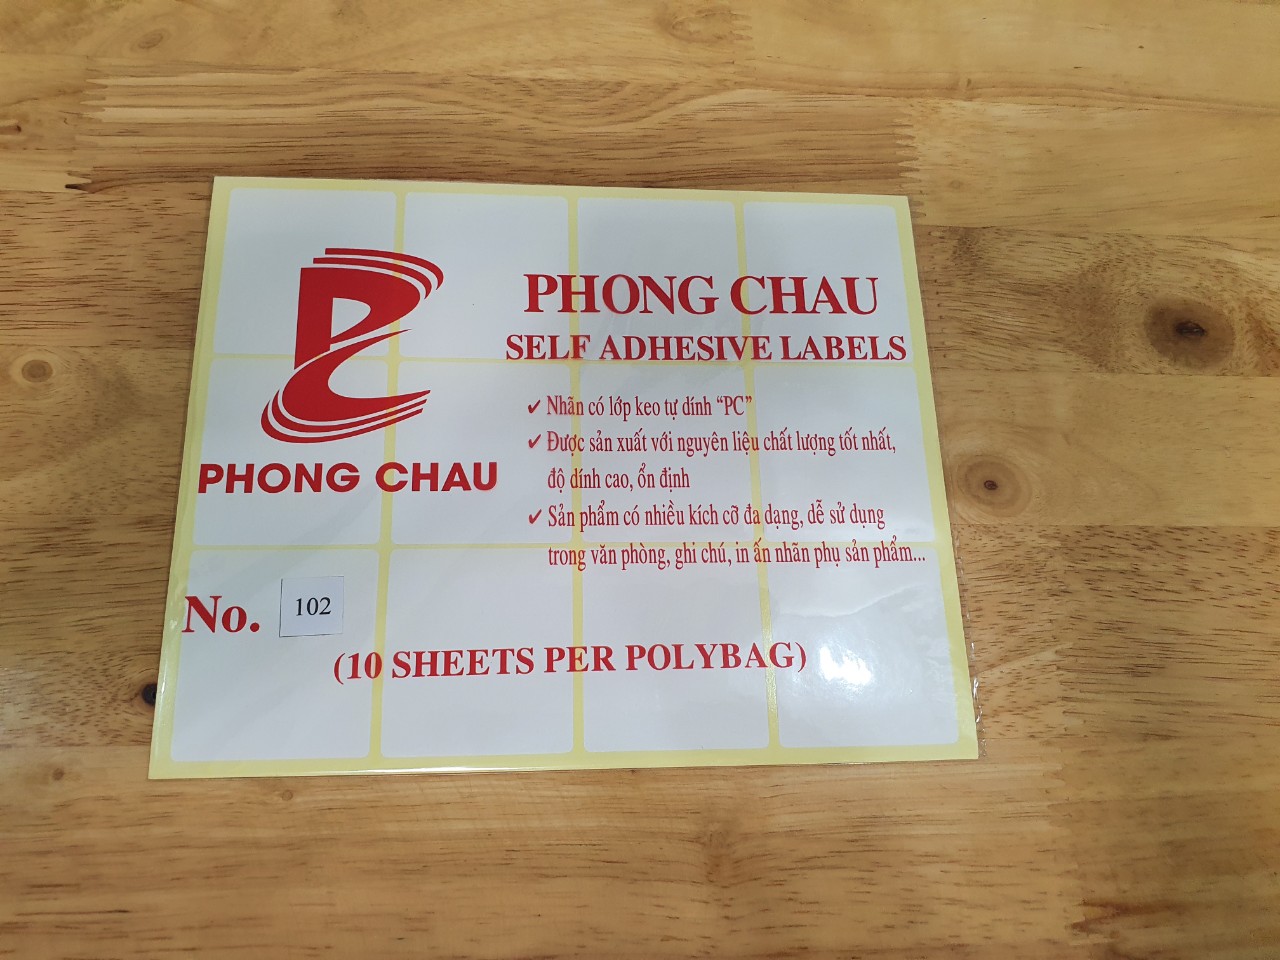 PHONG CHAU
PHONG CHAU
SELF ADHESIVE LABELS
✓ Nhãn có lớp keo tự dính “PC”
✓ Được sản xuất với nguyên liệu chất lượng tốt nhất,
độ dính cao, ổn định
✓ Sản phẩm có nhiều kích cỡ đa dạng, dễ sử dụng
trong văn phòng, ghi chú, in ấn nhãn phụ sản phẩm...
No. 102
(10 SHEETS PER POLYBAG)